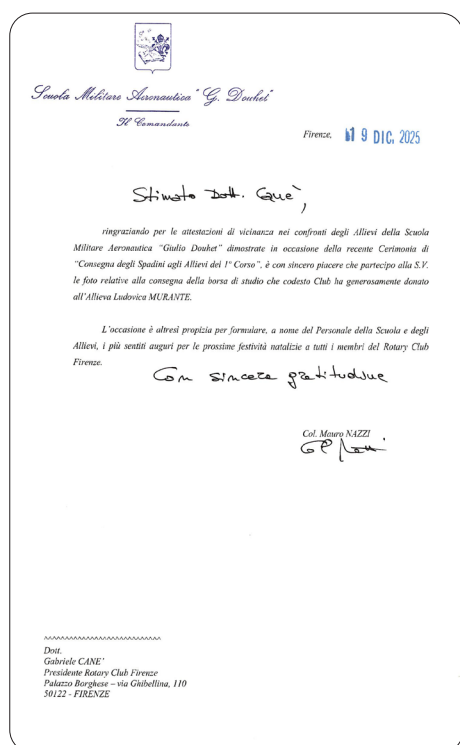 Scuola Militare Aeronautica "G. Douhet"
Il Comandante
Firenze, 19 DIC. 2025
Stimato Dott. Cane',
ringraziando per le attestazioni di vicinanza nei confronti degli Allievi della Scuola
Militare Aeronautica "Giulio Douhet" dimostrate in occasione della recente Cerimonia di
"Consegna degli Spadini agli Allievi del 1° Corso", è con sincero piacere che partecipo alla S.V.
le foto relative alla consegna della borsa di studio che codesto Club ha generosamente donato
all'Allieva Ludovica MURANTE.
L'occasione è altresì propizia per formulare, a nome del Personale della Scuola e degli
Allievi, i più sentiti auguri per le prossime festività natalizie a tutti i membri del Rotary Club
Firenze.
Con sincera gratitudine
Col. Mauro NAZZI
^^^^^^^^^^^^^^^^^^^^^^^^^^^^
Dott.
Gabriele CANE'
Presidente Rotary Club Firenze
Palazzo Borghese – via Ghibellina, 110
50122 - FIRENZE